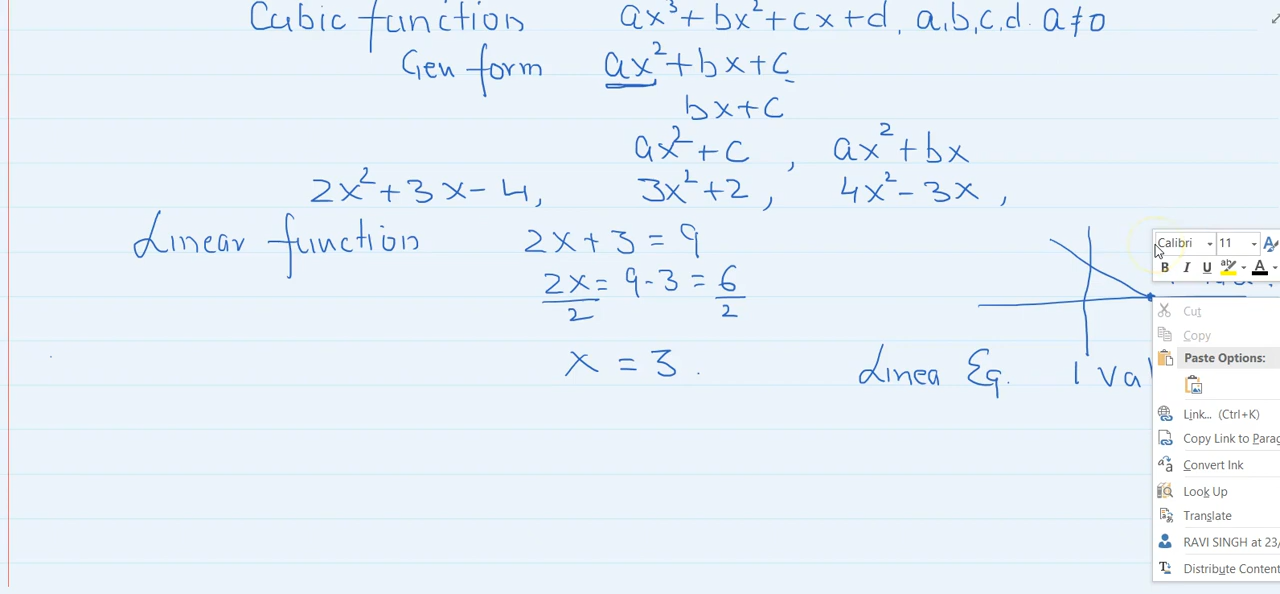 Cubic function ax³ + bx² + cx + d, a, b, c, d. a ≠ 0
Gen form ax² + bx + c
bx + c
ax² + c , ax² + bx
2x² + 3x - 4, 3x² + 2 , 4x² - 3x ,
Linear function 2x + 3 = 9
2x/2 = 9 - 3 = 6/2
x = 3 .
Linea Eq. 1 va
Calibri 11 A
B I U ab A
Cut
Copy
Paste Options:
Link... (Ctrl+K)
Copy Link to Parag
Convert Ink
Look Up
Translate
RAVI SINGH at 23/
Distribute Content